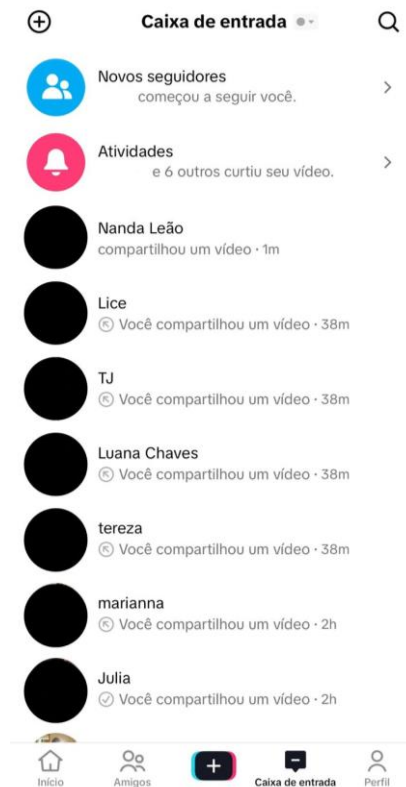 Caixa de entrada
Novos seguidores
começou a seguir você.
Atividades
e 6 outros curtiu seu vídeo.
Nanda Leão
compartilhou um vídeo · 1m
Lice
Você compartilhou um vídeo · 38m
TJ
Você compartilhou um vídeo · 38m
Luana Chaves
Você compartilhou um vídeo · 38m
tereza
Você compartilhou um vídeo · 38m
marianna
Você compartilhou um vídeo · 2h
Julia
Você compartilhou um vídeo · 2h
Início Amigos Caixa de entrada Perfil